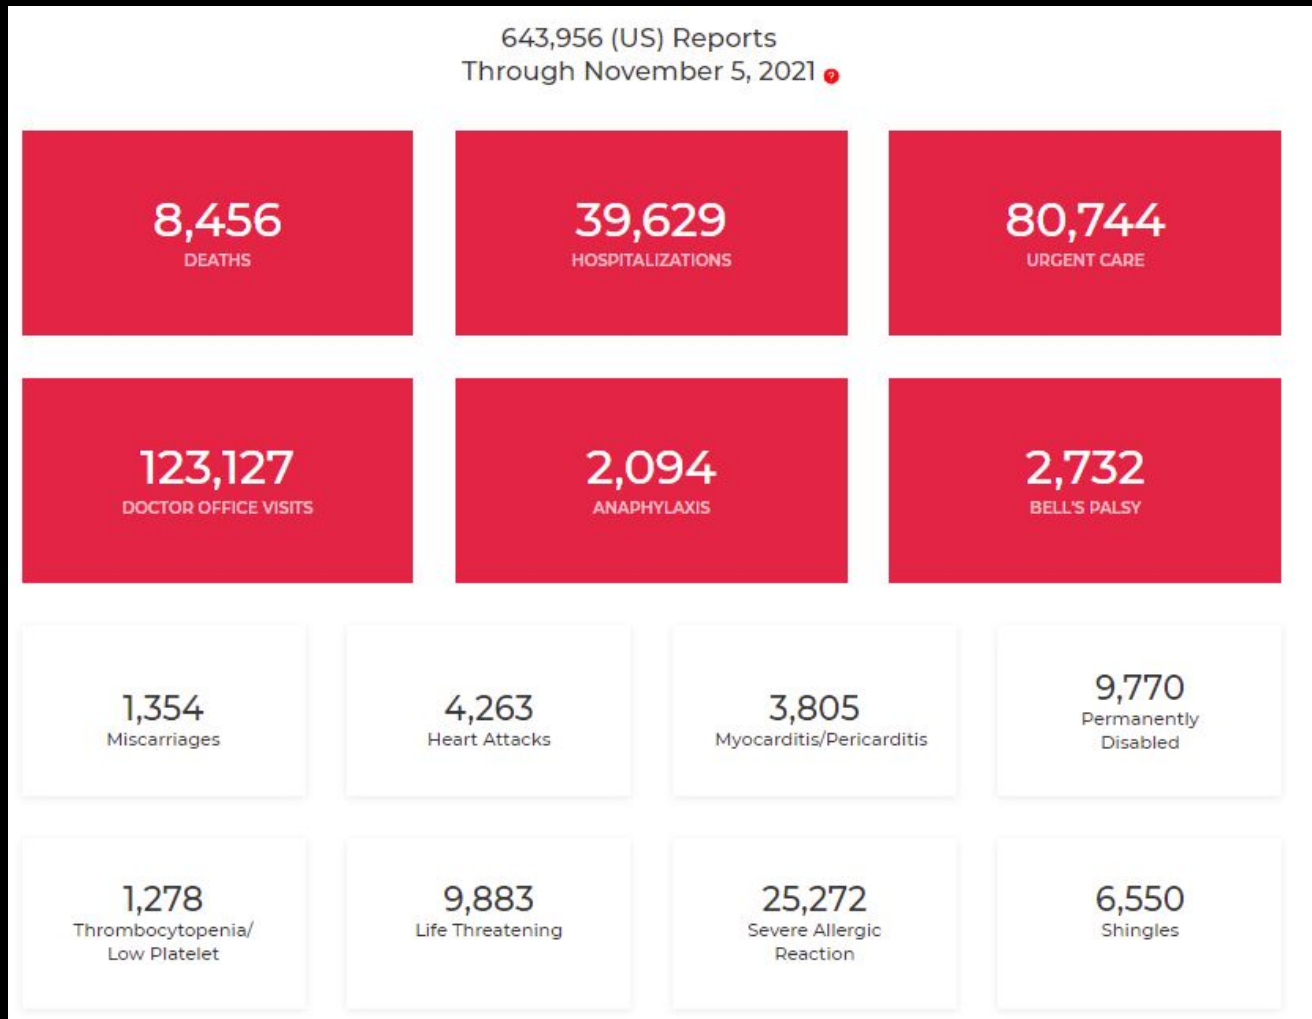 643,956 (US) Reports
Through November 5, 2021 ?
8,456
DEATHS
39,629
HOSPITALIZATIONS
80,744
URGENT CARE
123,127
DOCTOR OFFICE VISITS
2,094
ANAPHYLAXIS
2,732
BELL'S PALSY
1,354
Miscarriages
4,263
Heart Attacks
3,805
Myocarditis/Pericarditis
9,770
Permanently
Disabled
1,278
Thrombocytopenia/
Low Platelet
9,883
Life Threatening
25,272
Severe Allergic
Reaction
6,550
Shingles